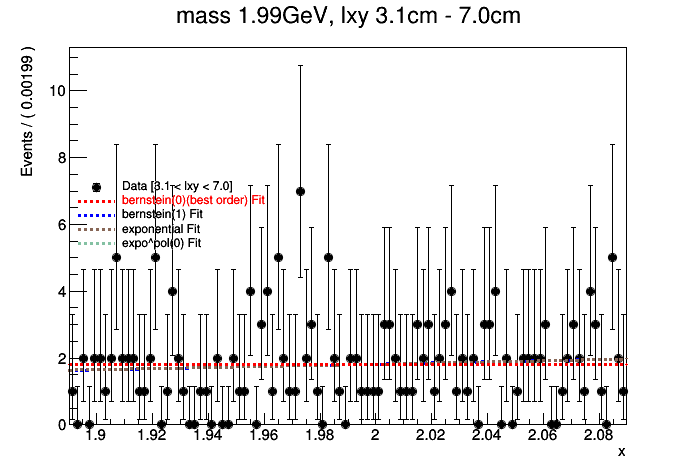 mass 1.99GeV, lxy 3.1cm - 7.0cm
Events / ( 0.00199 )
10
8
6
4
2
0
Data [3.1 < lxy < 7.0]
bernstein(0)(best order) Fit
bernstein(1) Fit
exponential Fit
expo^pol(0) Fit
1.9 1.92 1.94 1.96 1.98 2 2.02 2.04 2.06 2.08
x